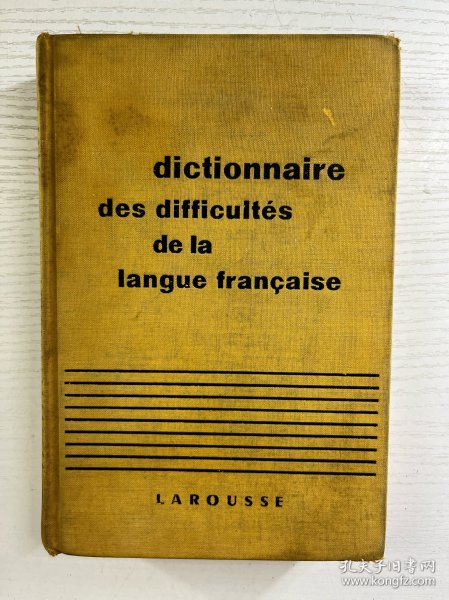 dictionnaire
des difficultés
de la
langue française
LAROUSSE
孔夫子旧书网
www.kongfz.com